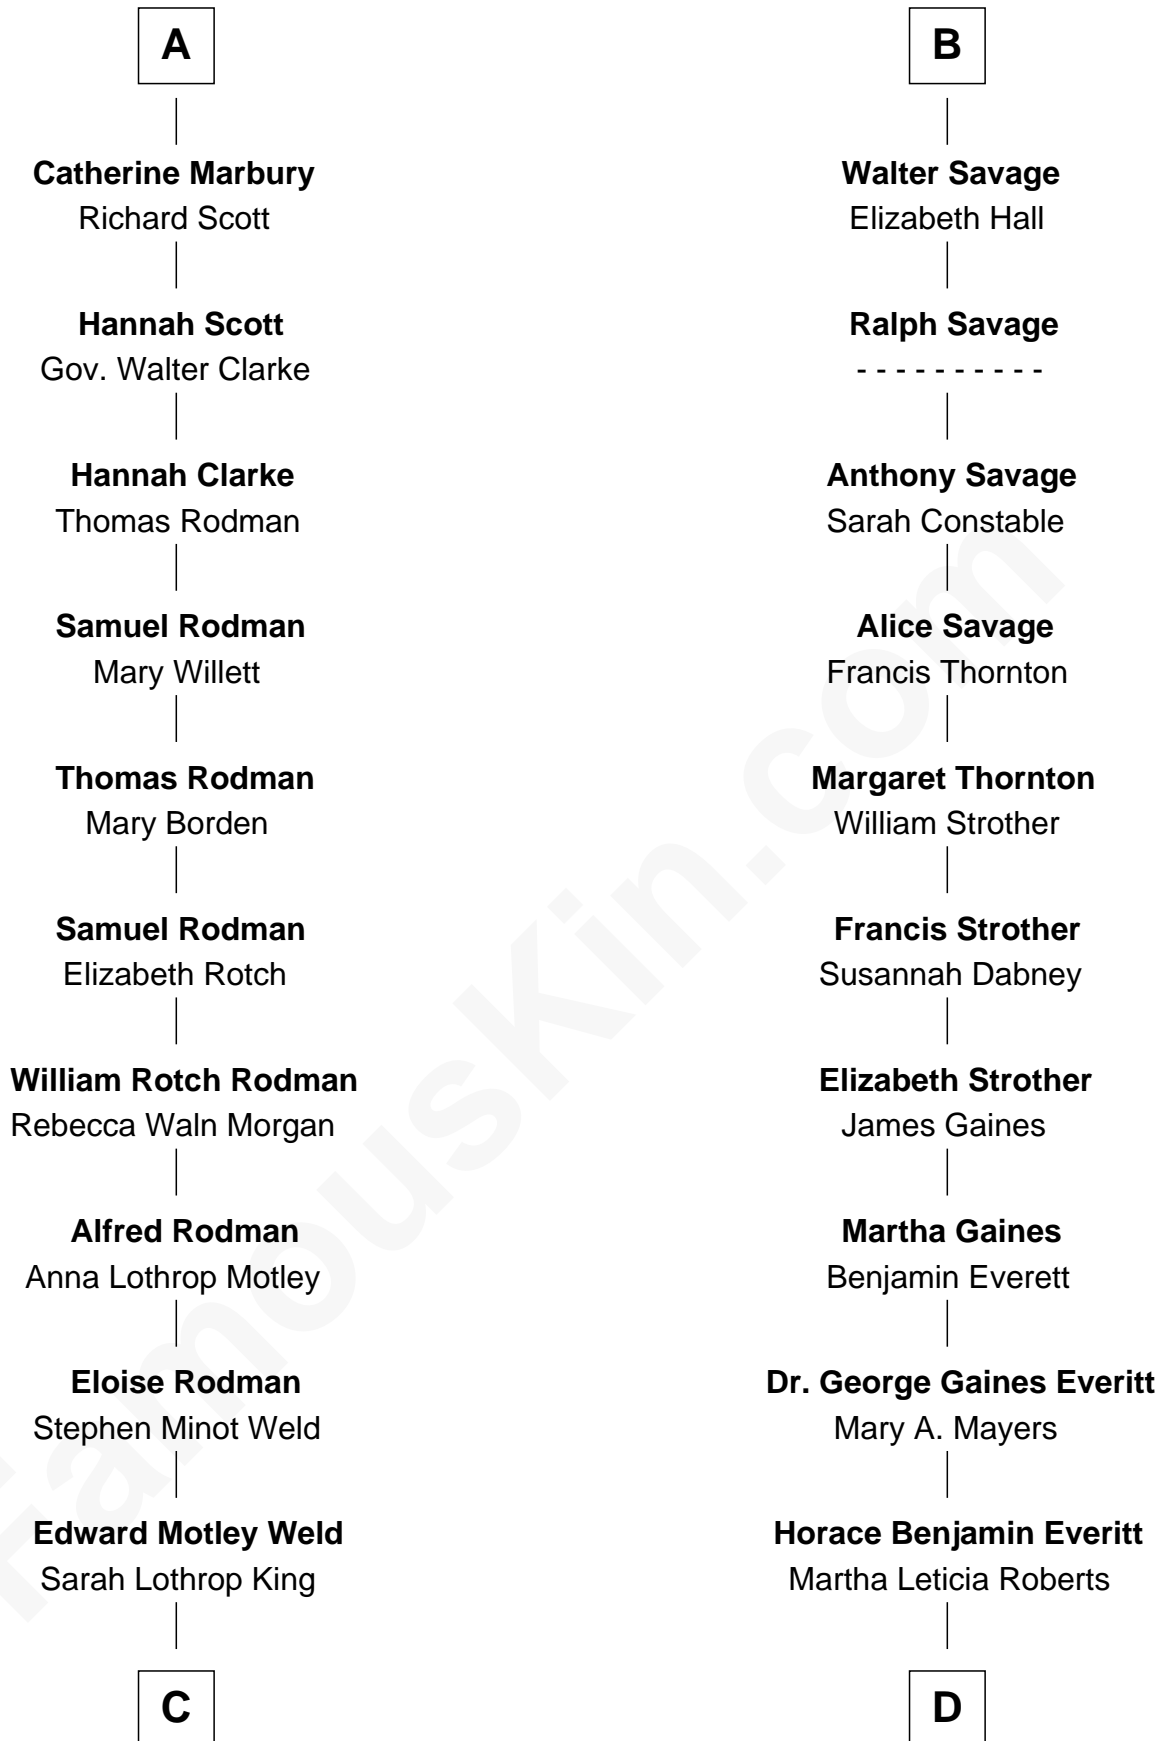 A
Catherine Marbury
Richard Scott
Hannah Scott
Gov. Walter Clarke
Hannah Clarke
Thomas Rodman
Samuel Rodman
Mary Willett
Thomas Rodman
Mary Borden
Samuel Rodman
Elizabeth Rotch
William Rotch Rodman
Rebecca Waln Morgan
Alfred Rodman
Anna Lothrop Motley
Eloise Rodman
Stephen Minot Weld
Edward Motley Weld
Sarah Lothrop King
C
B
Walter Savage
Elizabeth Hall
Ralph Savage
- - - - - - - - - -
Anthony Savage
Sarah Constable
Alice Savage
Francis Thornton
Margaret Thornton
William Strother
Francis Strother
Susannah Dabney
Elizabeth Strother
James Gaines
Martha Gaines
Benjamin Everett
Dr. George Gaines Everitt
Mary A. Mayers
Horace Benjamin Everitt
Martha Leticia Roberts
D
FamousKin.com